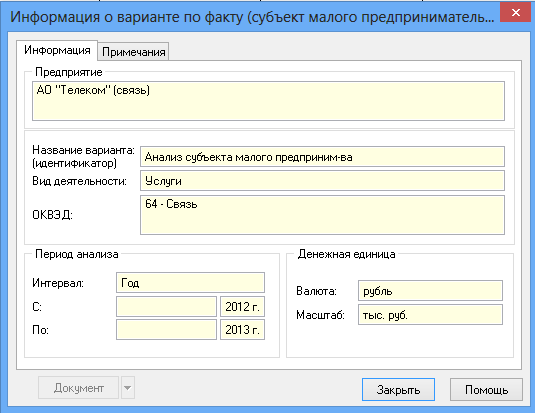 Информация о варианте по факту (субъект малого предприниматель...
Информация
Примечания
Предприятие
АО "Телеком" (связь)
Название варианта:
(идентификатор)
Анализ субъекта малого предприним-ва
Вид деятельности:
Услуги
ОКВЭД:
64 - Связь
Период анализа
Интервал:
Год
С:
2012 г.
По:
2013 г.
Денежная единица
Валюта:
рубль
Масштаб:
тыс. руб.
Документ
Закрыть
Помощь